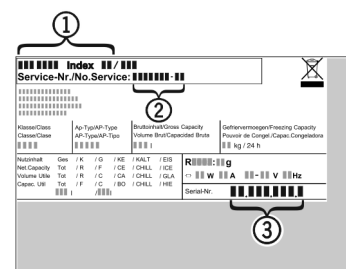 1
Index /
Service-Nr./No.Service: -
2
Klasse/Class
Classe/Clase
Ap-Typ/AP-Type
AP-Type/AP-Tipo
Bruttoinhalt/Gross Capacity
Volume Brut/Capacidad Bruta
l
Gefriervermoegen/Freezing Capacity
Pouvoir de Congel./Capac.Congeladora
kg / 24 h
Nutzinhalt Ges / K / G / KE / KALT / EIS
Net.Capacity Tot / R / F / CE / CHILL / ICE
Volume Utile Tot / R / C / CA / CHILL / GLA
Capac. Util Tot / F / C / BO / CHILL / HIE
l / l
R : g
W A - V Hz
Serial-Nr. . . .
3